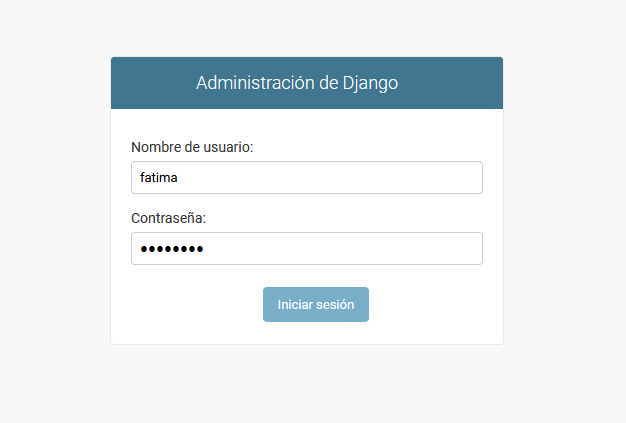 Administración de Django
Nombre de usuario:
fatima
Contraseña:
●●●●●●●●
Iniciar sesión